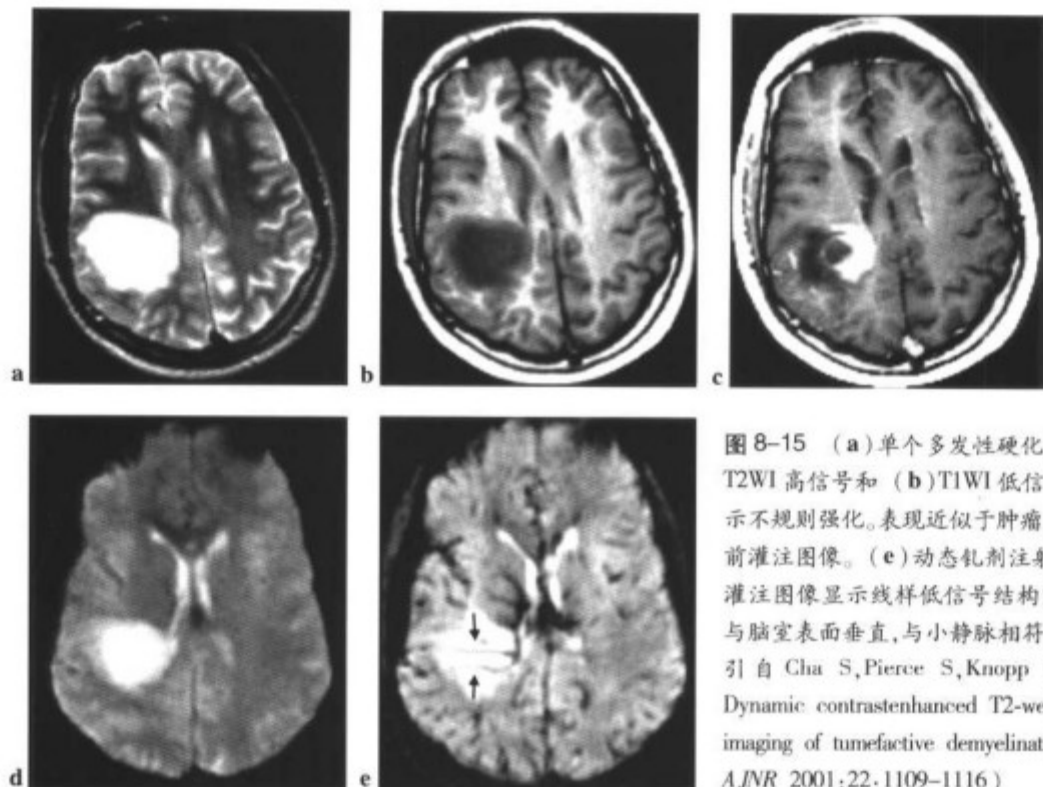 a
b
c
d
e
图 8-15 (a)单个多发性硬化
T2WI 高信号和 (b)T1WI 低信
示不规则强化。表现近似于肿瘤
前灌注图像。(e)动态钆剂注射
灌注图像显示线样低信号结构
与脑室表面垂直,与小静脉相符
引自 Cha S,Pierce S,Knopp
Dynamic contrastenhanced T2-we
imaging of tumefactive demyelinat
AJNR 2001;22·1109–1116)